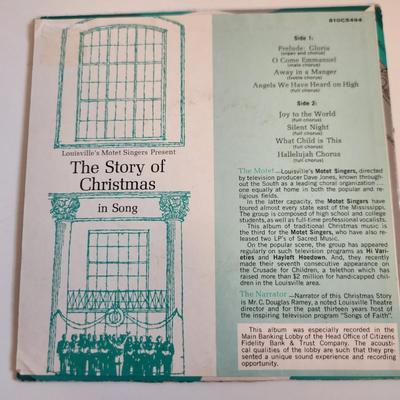 810C5494
Side 1:
Prelude: Gloria
(organ and chorus)
O Come Emmanuel
(male chorus)
Away in a Manger
(treble chorus)
Angels We Have Heard on High
(full chorus)
Side 2:
Joy to the World
(full chorus)
Silent Night
(full chorus)
What Child is This
(full chorus)
Hallelujah Chorus
(full chorus)
Louisville's Motet Singers Present
The Story of
Christmas
in Song
The Motet—Louisville's Motet Singers, directed
by television producer Dave Jones, known through-
out the South as a leading choral organization . . .
one equally at home in both the popular and re-
ligious fields.
In the latter capacity, the Motet Singers have
toured almost every state east of the Mississippi.
The group is composed of high school and college
students, as well as full-time professional vocalists.
This album of traditional Christmas music is
the third for the Motet Singers, who have also re-
leased two LP's of Sacred Music.
On the popular scene, the group has appeared
regularly on such television programs as Hi Vari-
eties and Hayloft Hoedown. And, they recently
made their seventh consecutive appearance on
the Crusade for Children, a telethon which has
raised more than $2 million for handicapped children
in the Louisville area.
The Narrator—Narrator of this Christmas Story
is Mr. C. Douglas Ramey, a noted Louisville Theatre
director and for the past thirteen years host of
the inspiring television program "Songs of Faith".
This album was especially recorded in the
Main Banking Lobby of the Head Office of Citizens
Fidelity Bank & Trust Company. The acousti-
cal qualities of the lobby are such that they pre-
sented a unique sound experience and recording
opportunity.